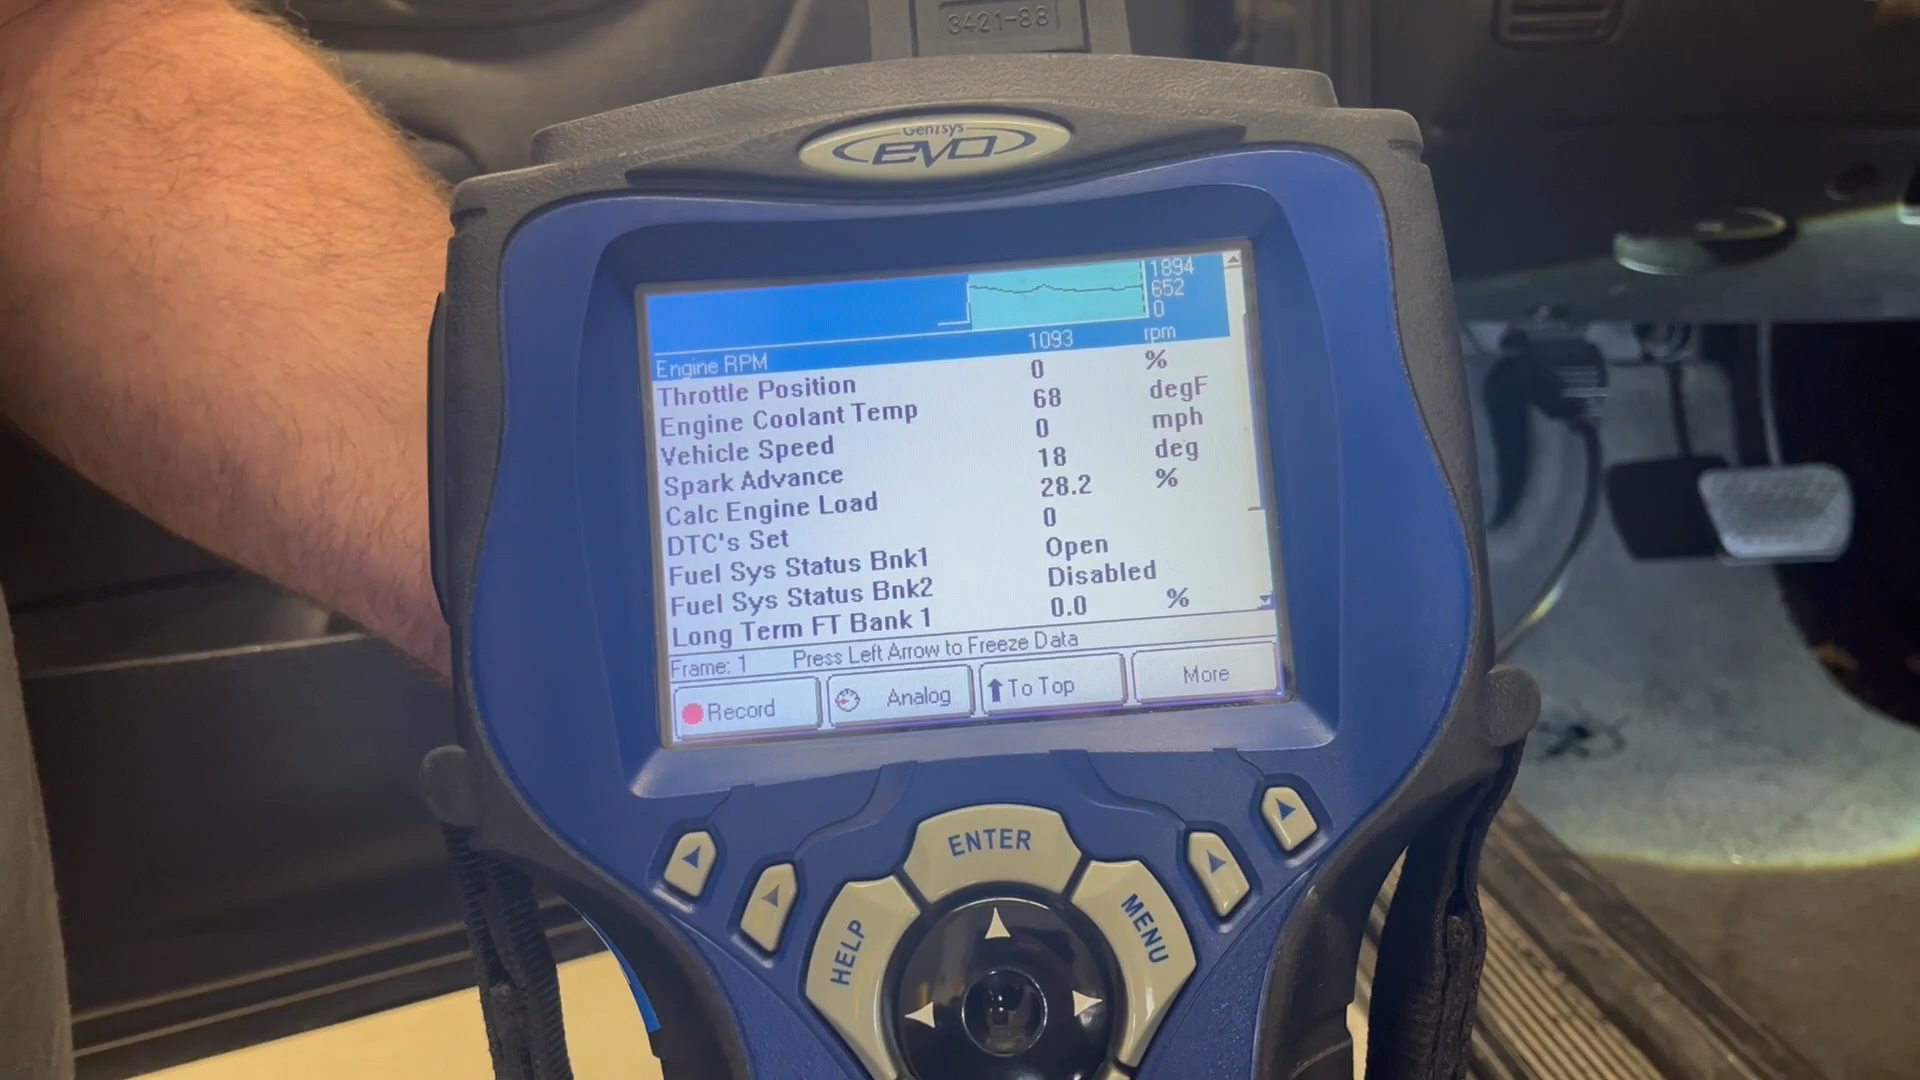 3421-88
Genisys
EVO
1894
652
0
Engine RPM 1093 rpm
Throttle Position 0 %
Engine Coolant Temp 68 degF
Vehicle Speed 0 mph
Spark Advance 18 deg
Calc Engine Load 28.2 %
DTC's Set 0
Fuel Sys Status Bnk1 Open
Fuel Sys Status Bnk2 Disabled
Long Term FT Bank 1 0.0 %
Frame: 1 Press Left Arrow to Freeze Data
Record Analog To Top More
ENTER
HELP
MENU